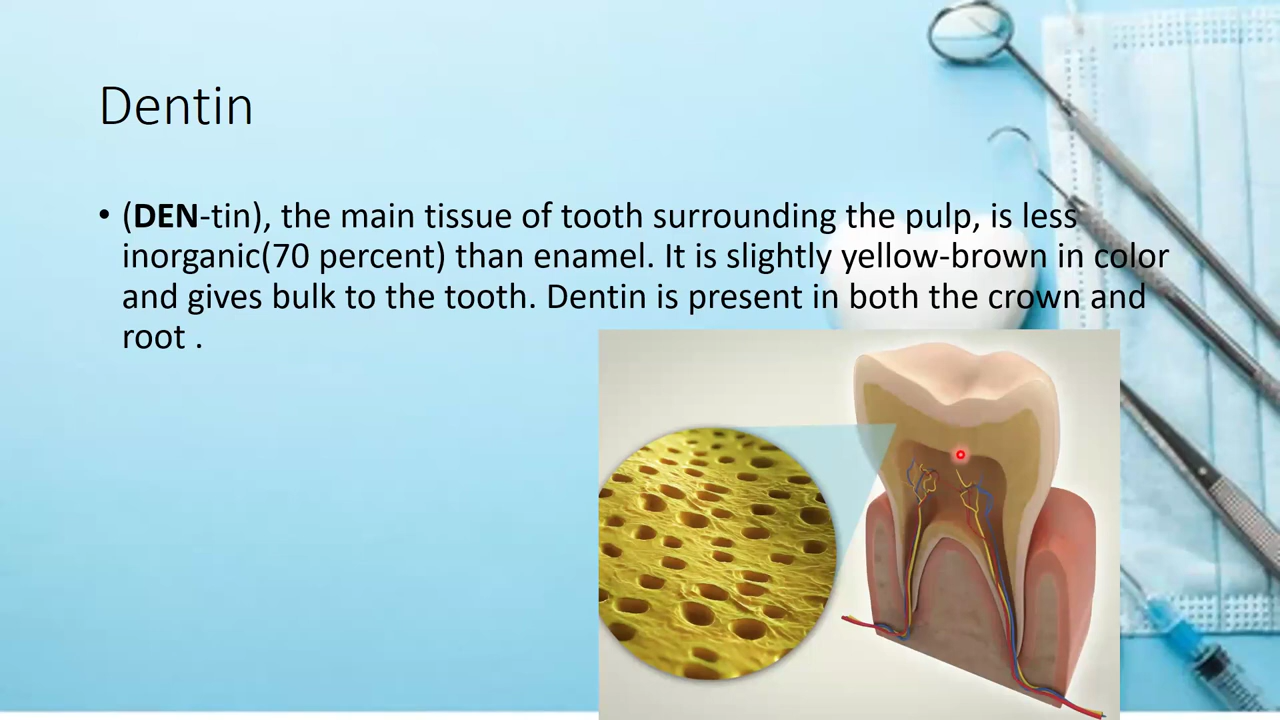 Dentin
• (DEN-tin), the main tissue of tooth surrounding the pulp, is less
inorganic(70 percent) than enamel. It is slightly yellow-brown in color
and gives bulk to the tooth. Dentin is present in both the crown and
root .